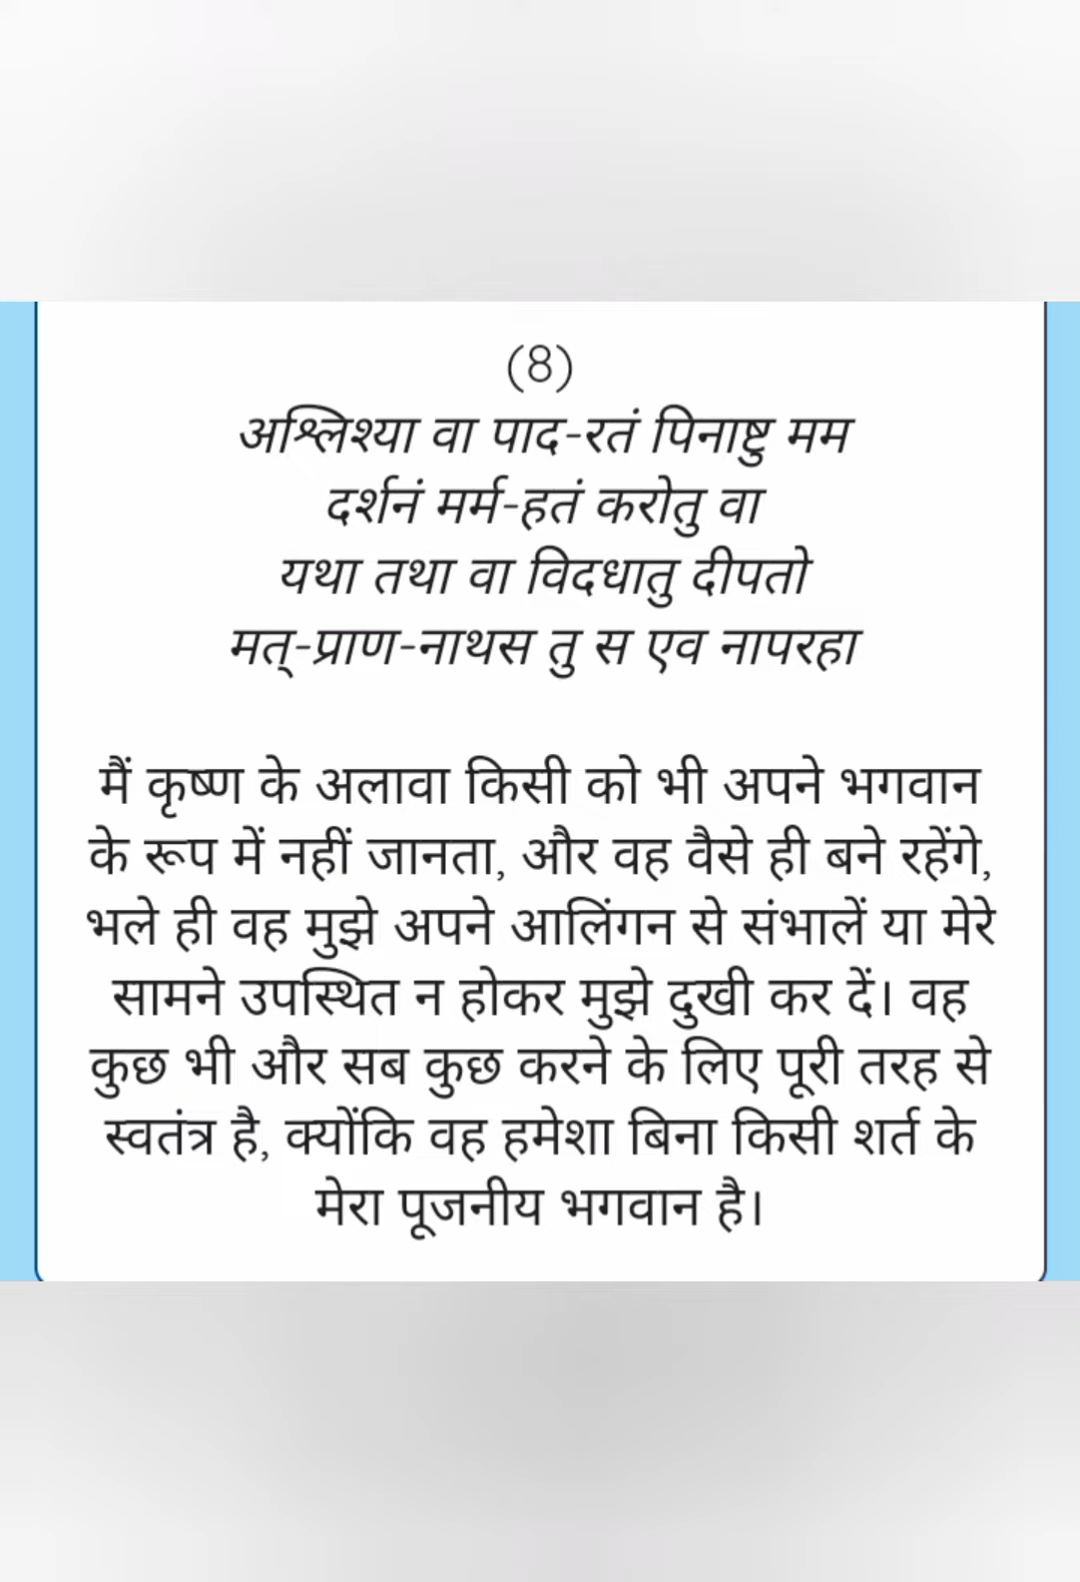 (8)
अश्लिश्या वा पाद-रतं पिनाष्टु मम
दर्शनं मर्म-हतं करोतु वा
यथा तथा वा विदधातु दीपतो
मत्-प्राण-नाथस तु स एव नापरहा
मैं कृष्ण के अलावा किसी को भी अपने भगवान
के रूप में नहीं जानता, और वह वैसे ही बने रहेंगे,
भले ही वह मुझे अपने आलिंगन से संभालें या मेरे
सामने उपस्थित न होकर मुझे दुखी कर दें। वह
कुछ भी और सब कुछ करने के लिए पूरी तरह से
स्वतंत्र है, क्योंकि वह हमेशा बिना किसी शर्त के
मेरा पूजनीय भगवान है।